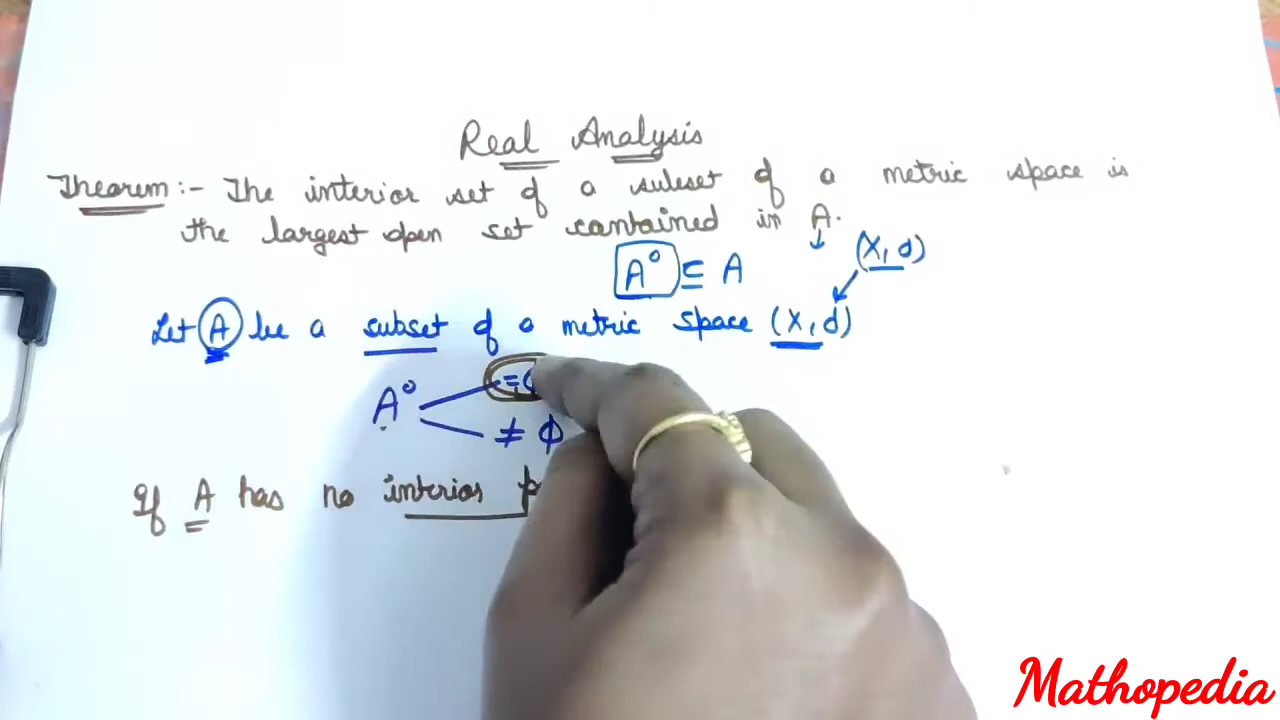 Real Analysis
Theorem:- The interior set of a subset of a metric space is
the largest open set contained in A.
(X, d)
A° ⊆ A
Let A be a subset of a metric space (X, d)
= ϕ
A°
≠ ϕ
If A has no interior
Mathopedia